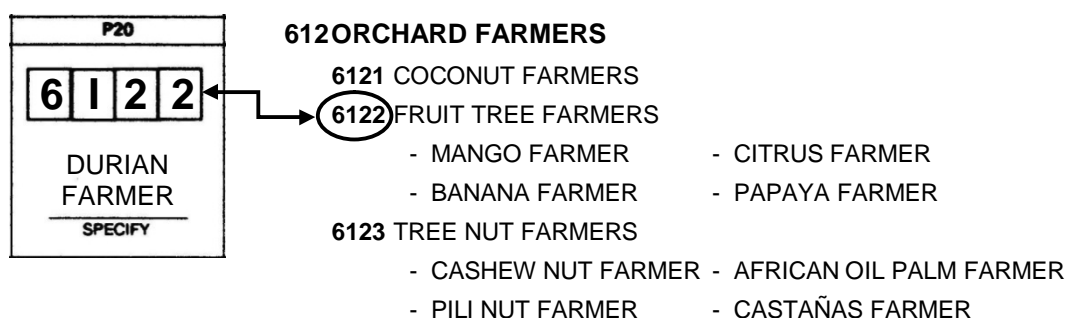 P20
6 I 2 2
DURIAN
FARMER
SPECIFY
612 ORCHARD FARMERS
6121 COCONUT FARMERS
6122 FRUIT TREE FARMERS
- MANGO FARMER - CITRUS FARMER
- BANANA FARMER - PAPAYA FARMER
6123 TREE NUT FARMERS
- CASHEW NUT FARMER - AFRICAN OIL PALM FARMER
- PILI NUT FARMER - CASTAÑAS FARMER